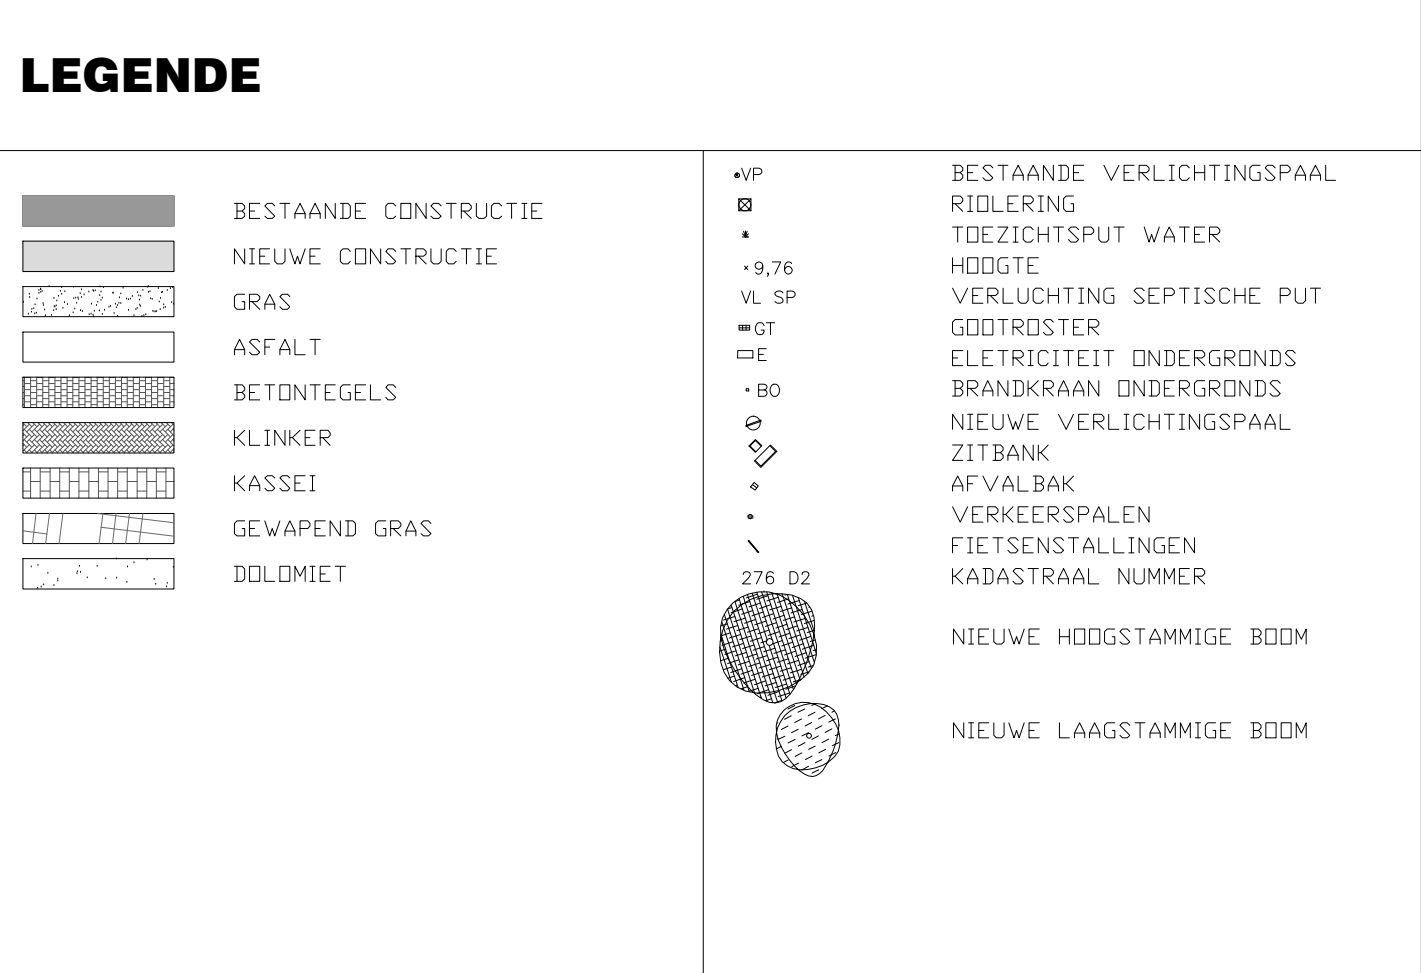 LEGENDE
BESTAANDE CONSTRUCTIE
NIEUWE CONSTRUCTIE
GRAS
ASFALT
BETONTEGELS
KLINKER
KASSEI
GEWAPEND GRAS
DOLOMIET
VP BESTAANDE VERLICHTINGSPAAL
RIOLERING
TOEZICHTSPUT WATER
9,76 HOOGTE
VL SP VERLUCHTING SEPTISCHE PUT
GT GOOTROSTER
E ELETRICITEIT ONDERGRONDS
BO BRANDKRAAN ONDERGRONDS
NIEUWE VERLICHTINGSPAAL
ZITBANK
AFVALBAK
VERKEERSPALEN
FIETSENSTALLINGEN
276 D2 KADASTRAAL NUMMER
NIEUWE HOOGSTAMMIGE BOOM
NIEUWE LAAGSTAMMIGE BOOM